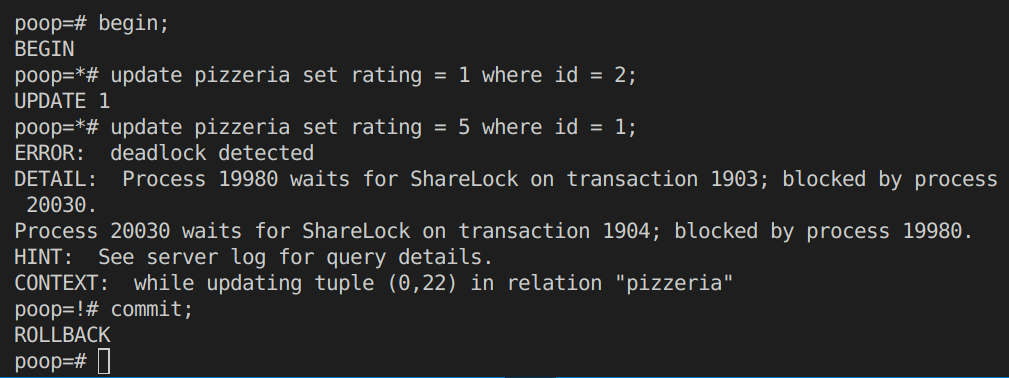 poop=# begin;
BEGIN
poop=*# update pizzeria set rating = 1 where id = 2;
UPDATE 1
poop=*# update pizzeria set rating = 5 where id = 1;
ERROR:  deadlock detected
DETAIL:  Process 19980 waits for ShareLock on transaction 1903; blocked by process
 20030.
Process 20030 waits for ShareLock on transaction 1904; blocked by process 19980.
HINT:  See server log for query details.
CONTEXT:  while updating tuple (0,22) in relation "pizzeria"
poop=!# commit;
ROLLBACK
poop=#